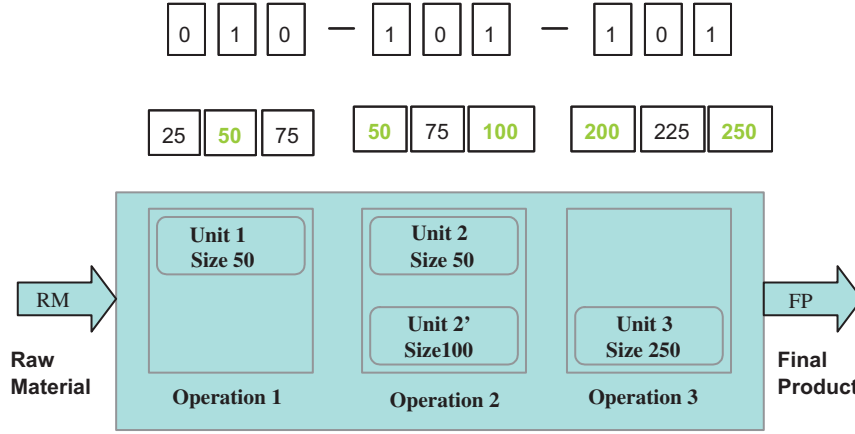 0 1 0 — 1 0 1 — 1 0 1
25 50 75 50 75 100 200 225 250
Unit 1
Size 50
Unit 2
Size 50
RM
Unit 2’
Size100
Unit 3
Size 250
FP
Raw
Material
Operation 1
Operation 2
Operation 3
Final
Product